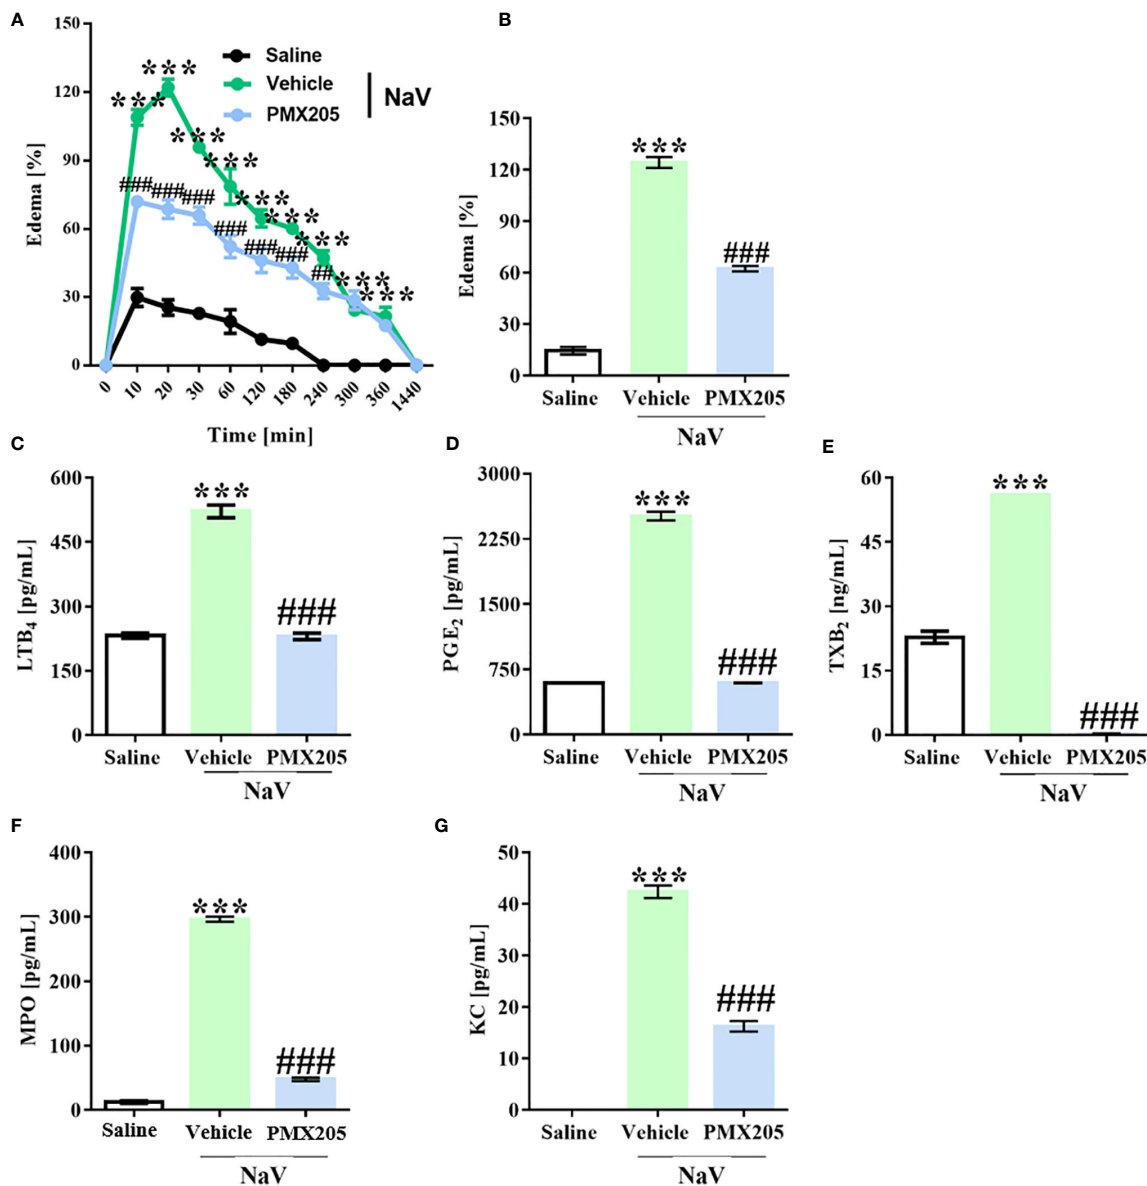 A
150
120
90
60
30
0
Edema [%]
Saline
Vehicle
PMX205
NaV
***
***
***
***
***
***
***
***
***
###
###
###
###
###
###
##
0 10 20 30 60 120 180 240 300 360 1440
Time [min]
B
150
120
90
60
30
0
Edema [%]
***
###
Saline Vehicle PMX205
NaV
C
600
450
300
150
0
LTB4 [pg/mL]
***
###
Saline Vehicle PMX205
NaV
D
3000
2250
1500
750
0
PGE2 [pg/mL]
***
###
Saline Vehicle PMX205
NaV
E
60
45
30
15
0
TXB2 [ng/mL]
***
###
Saline Vehicle PMX205
NaV
F
400
300
200
100
0
MPO [pg/mL]
***
###
Saline Vehicle PMX205
NaV
G
50
40
30
20
10
0
KC [pg/mL]
***
###
Saline Vehicle PMX205
NaV